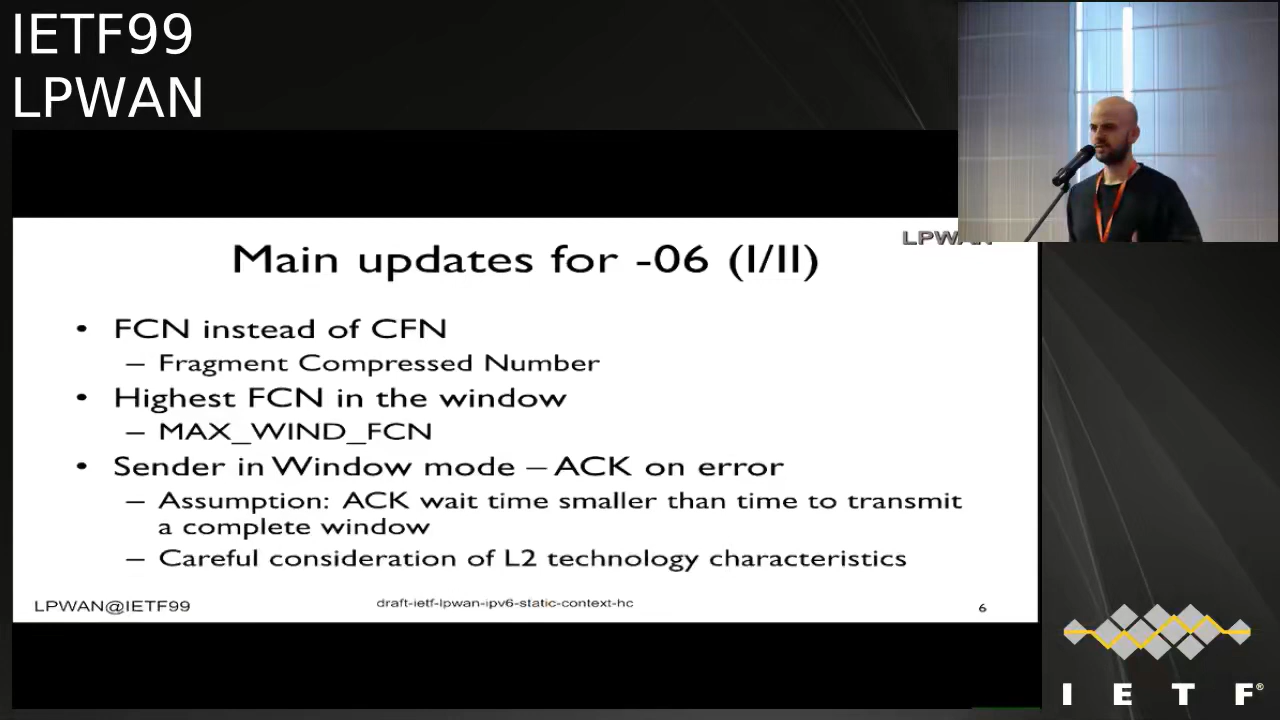 IETF99
LPWAN
LPWAN
Main updates for -06 (I/II)
• FCN instead of CFN
– Fragment Compressed Number
• Highest FCN in the window
– MAX_WIND_FCN
• Sender in Window mode – ACK on error
– Assumption: ACK wait time smaller than time to transmit
a complete window
– Careful consideration of L2 technology characteristics
LPWAN@IETF99
draft-ietf-lpwan-ipv6-static-context-hc
6
I E T F®